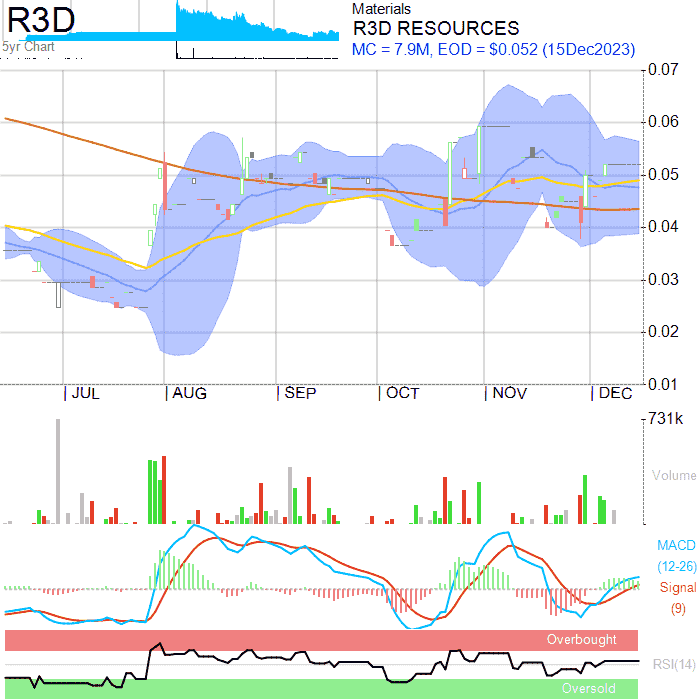 R3D
5yr Chart
Materials
R3D RESOURCES
MC = 7.9M, EOD = $0.052 (15Dec2023)
0.07
0.06
0.05
0.04
0.03
0.02
0.01
JUL
AUG
SEP
OCT
NOV
DEC
731k
Volume
MACD
(12-26)
Signal
(9)
Overbought
RSI(14)
Oversold